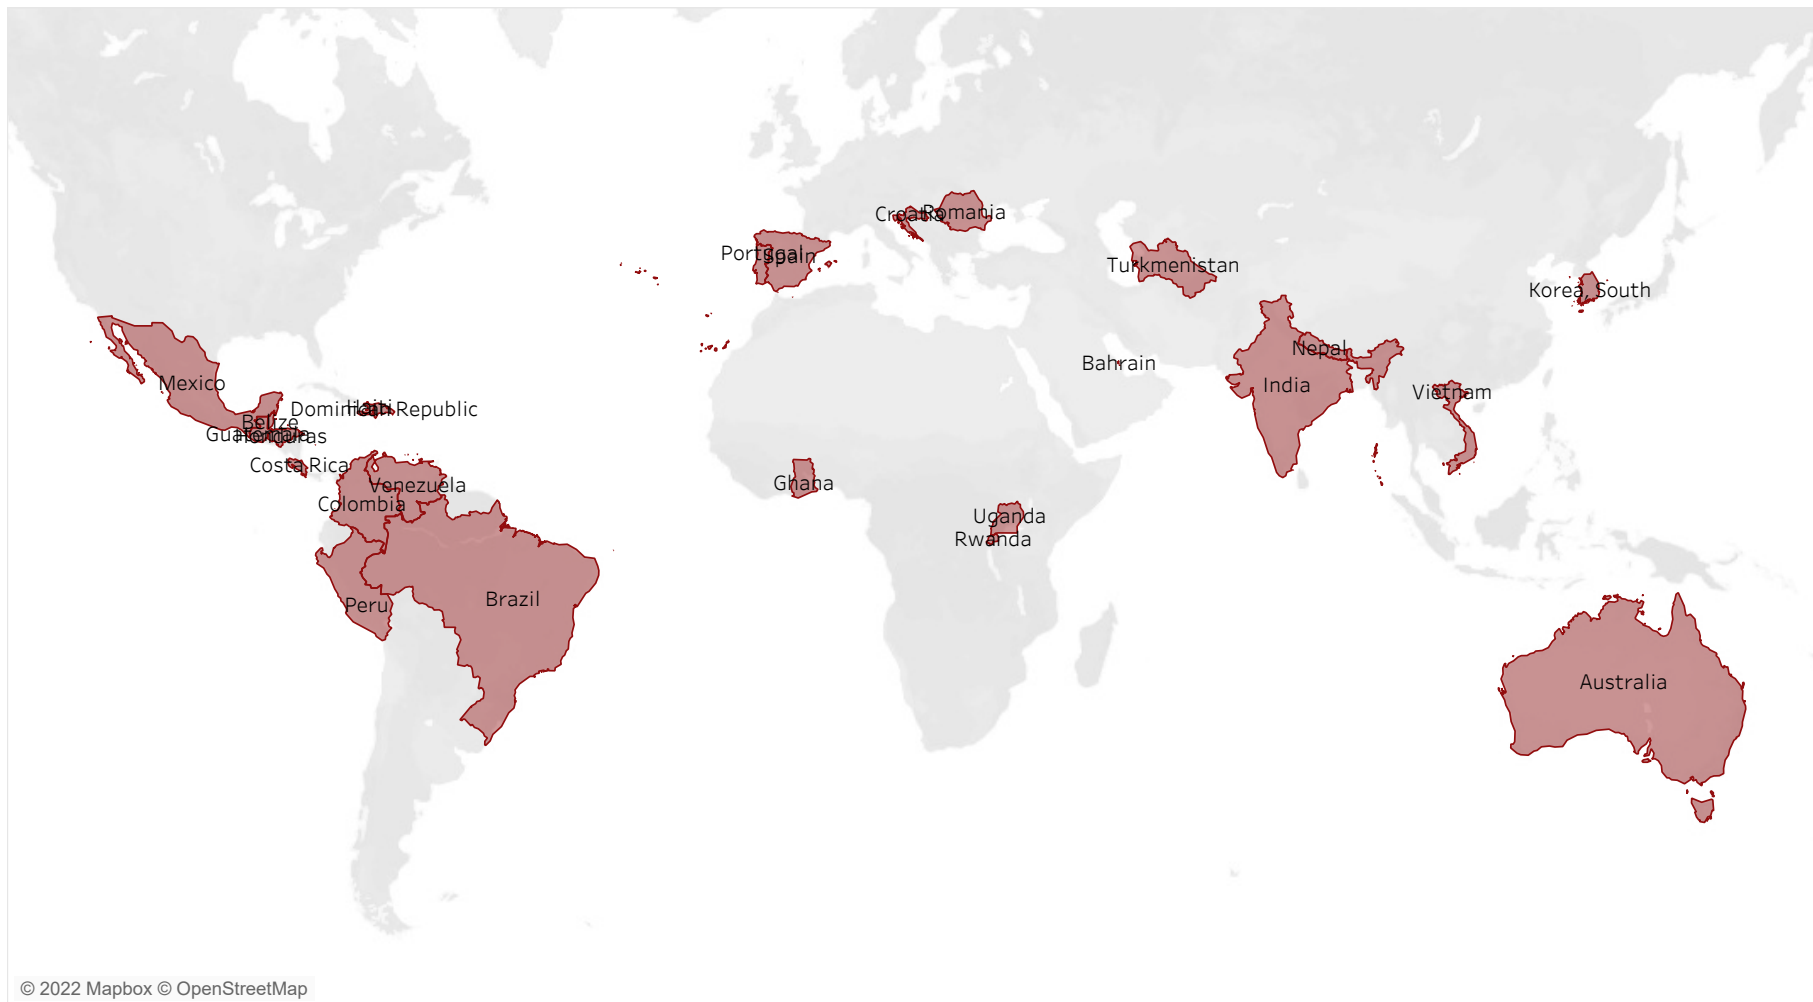 Croatia
Romania
Portugal
Spain
Turkmenistan
Korea, South
Nepal
Bahrain
Mexico
India
Vietnam
Dominican Republic
Haiti
Belize
Guatemala
Honduras
Costa Rica
Venezuela
Ghana
Colombia
Uganda
Rwanda
Brazil
Peru
Australia
© 2022 Mapbox © OpenStreetMap